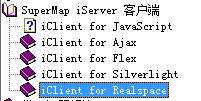 SuperMap iServer 客户端
iClient for JavaScript
iClient for Ajax
iClient for Flex
iClient for Silverlight
iClient for Realspace